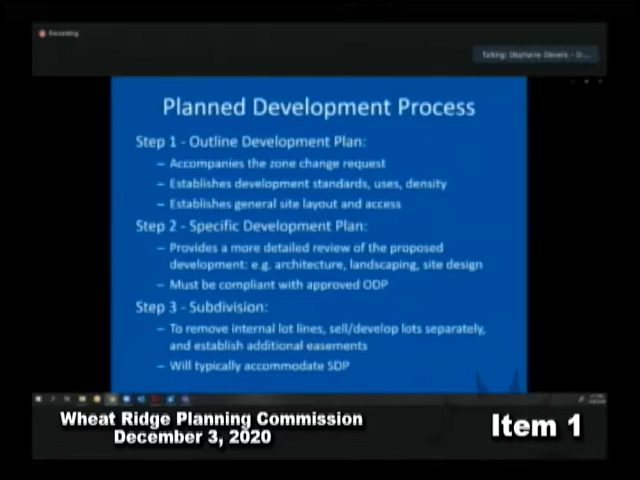 Recording
Planned Development Process
Step 1 - Outline Development Plan:
– Accompanies the zone change request
– Establishes development standards, uses, density
– Establishes general site layout and access
Step 2 - Specific Development Plan:
– Provides a more detailed review of the proposed
development: e.g. architecture, landscaping, site design
– Must be compliant with approved ODP
Step 3 - Subdivision:
– To remove internal lot lines, sell/develop lots separately,
and establish additional easements
– Will typically accommodate SDP
Wheat Ridge Planning Commission
December 3, 2020
Item 1